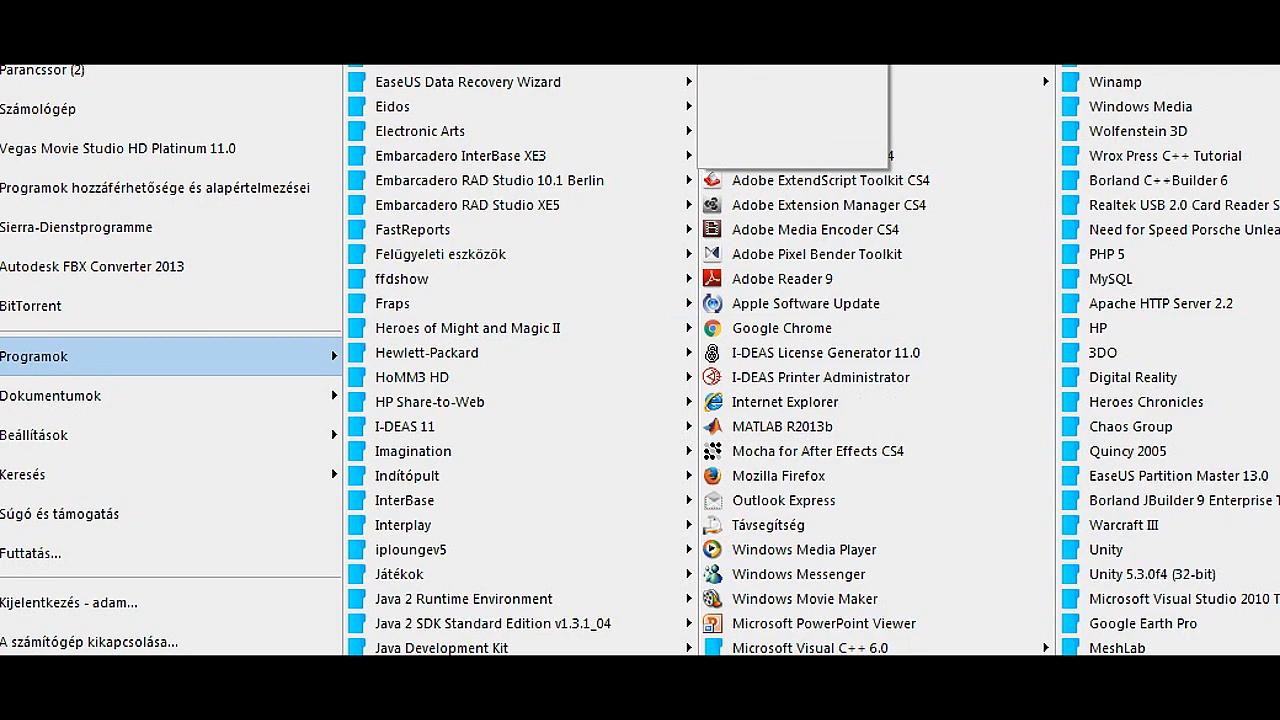 Parancssor (2)
Számológép
Vegas Movie Studio HD Platinum 11.0
Programok hozzáférhetősége és alapértelmezései
Sierra-Dienstprogramme
Autodesk FBX Converter 2013
BitTorrent
Programok
Dokumentumok
Beállítások
Keresés
Súgó és támogatás
Futtatás...
Kijelentkezés - adam...
A számítógép kikapcsolása...
EaseUS Data Recovery Wizard
Eidos
Electronic Arts
Embarcadero InterBase XE3
Embarcadero RAD Studio 10.1 Berlin
Embarcadero RAD Studio XE5
FastReports
Felügyeleti eszközök
ffdshow
Fraps
Heroes of Might and Magic II
Hewlett-Packard
HoMM3 HD
HP Share-to-Web
I-DEAS 11
Imagination
Indítópult
InterBase
Interplay
iploungev5
Játékok
Java 2 Runtime Environment
Java 2 SDK Standard Edition v1.3.1_04
Java Development Kit
4
Adobe ExtendScript Toolkit CS4
Adobe Extension Manager CS4
Adobe Media Encoder CS4
Adobe Pixel Bender Toolkit
Adobe Reader 9
Apple Software Update
Google Chrome
I-DEAS License Generator 11.0
I-DEAS Printer Administrator
Internet Explorer
MATLAB R2013b
Mocha for After Effects CS4
Mozilla Firefox
Outlook Express
Távsegítség
Windows Media Player
Windows Messenger
Windows Movie Maker
Microsoft PowerPoint Viewer
Microsoft Visual C++ 6.0
Winamp
Windows Media
Wolfenstein 3D
Wrox Press C++ Tutorial
Borland C++Builder 6
Realtek USB 2.0 Card Reader S
Need for Speed Porsche Unlea
PHP 5
MySQL
Apache HTTP Server 2.2
HP
3DO
Digital Reality
Heroes Chronicles
Chaos Group
Quincy 2005
EaseUS Partition Master 13.0
Borland JBuilder 9 Enterprise T
Warcraft III
Unity
Unity 5.3.0f4 (32-bit)
Microsoft Visual Studio 2010 T
Google Earth Pro
MeshLab